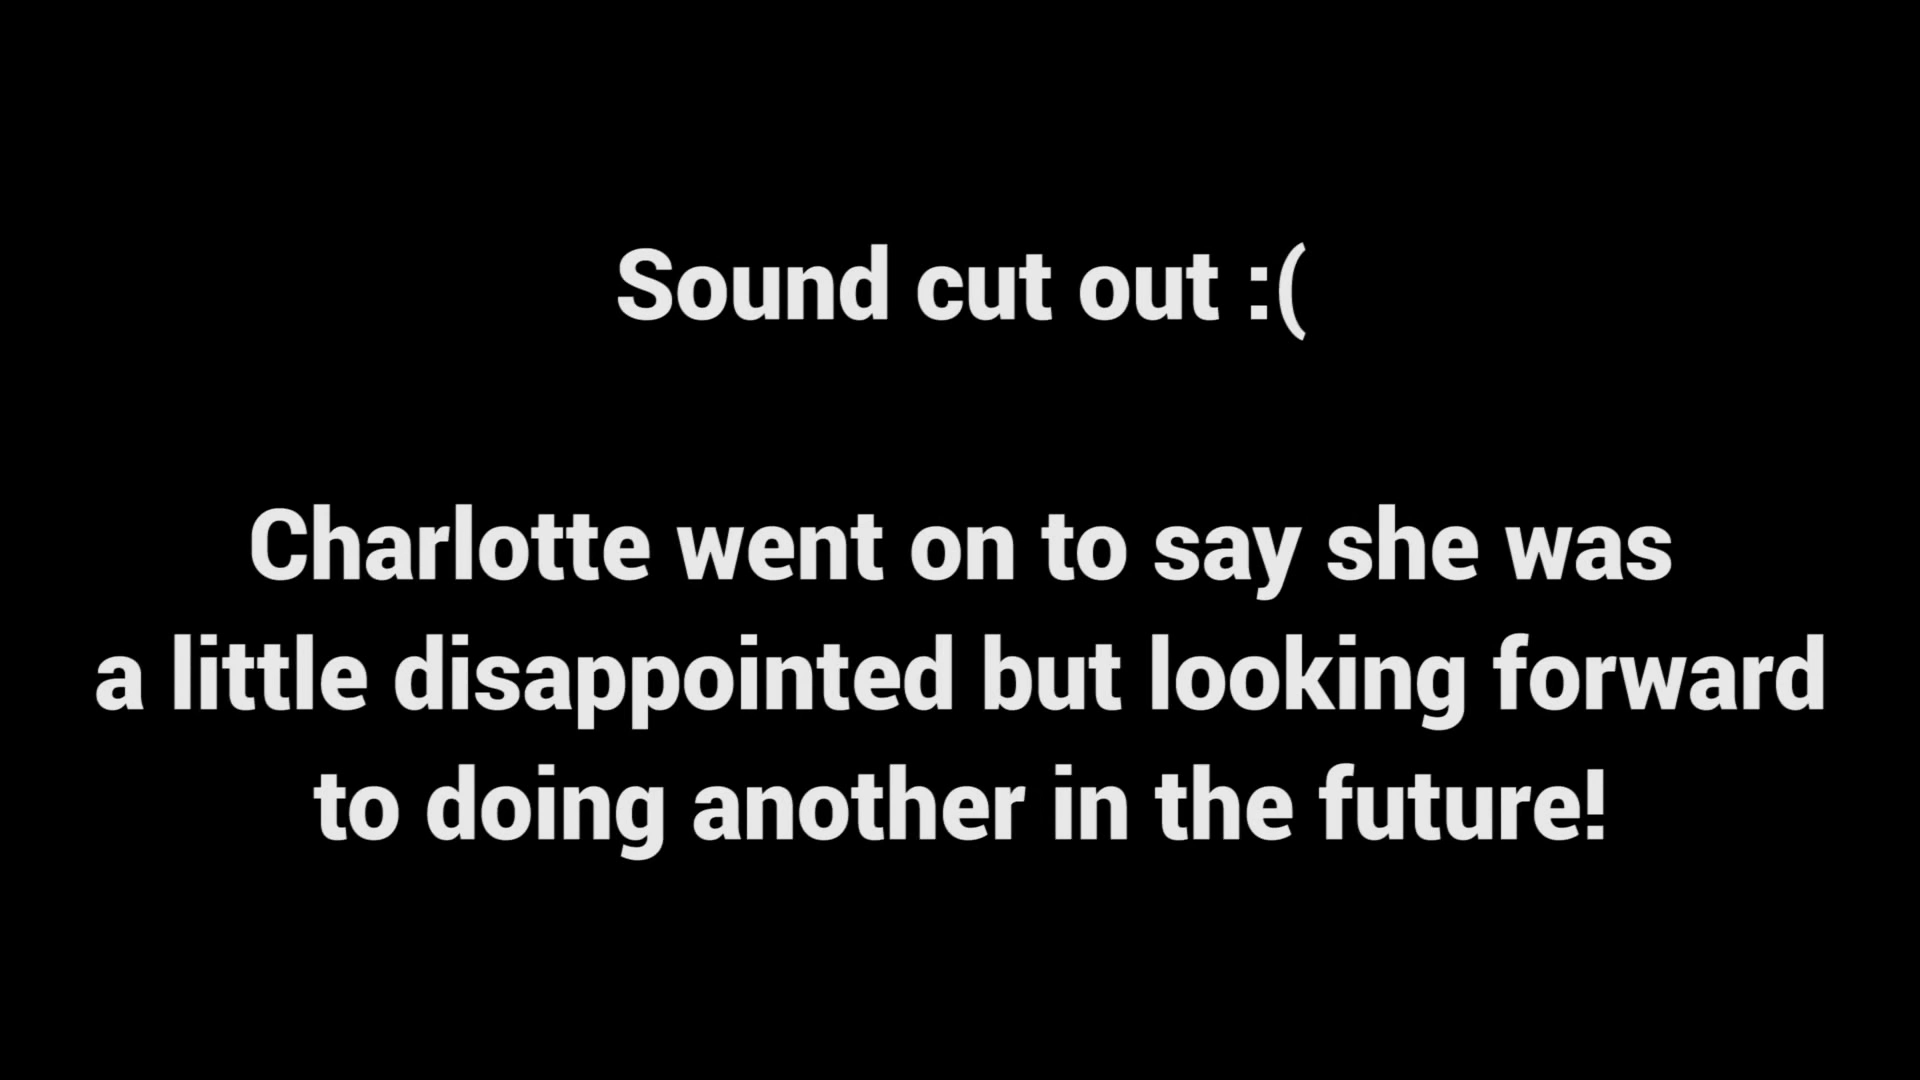 Sound cut out :(
Charlotte went on to say she was
a little disappointed but looking forward
to doing another in the future!